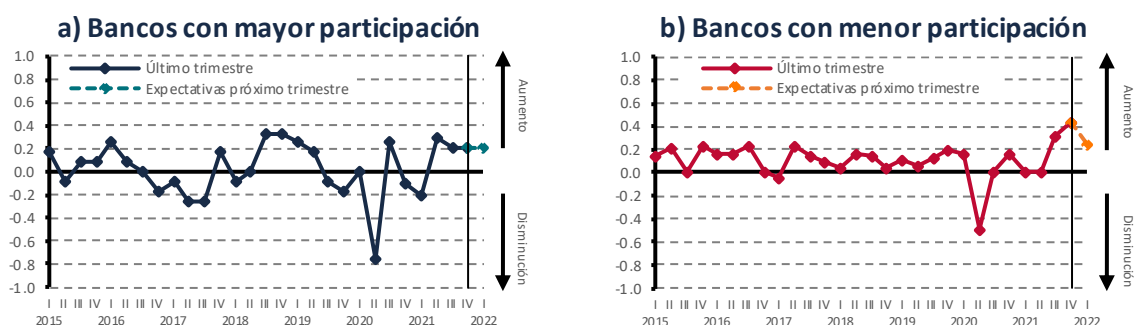 a) Bancos con mayor participación
1.0
0.8
0.6
0.4
0.2
0.0
-0.2
-0.4
-0.6
-0.8
-1.0
Último trimestre
Expectativas próximo trimestre
Aumento
Disminución
I II III IV I II III IV I II III IV I II III IV I II III IV I II III IV I II III IV I
2015 2016 2017 2018 2019 2020 2021 2022
b) Bancos con menor participación
1.0
0.8
0.6
0.4
0.2
0.0
-0.2
-0.4
-0.6
-0.8
-1.0
Último trimestre
Expectativas próximo trimestre
Aumento
Disminución
I II III IV I II III IV I II III IV I II III IV I II III IV I II III IV I II III IV I
2015 2016 2017 2018 2019 2020 2021 2022